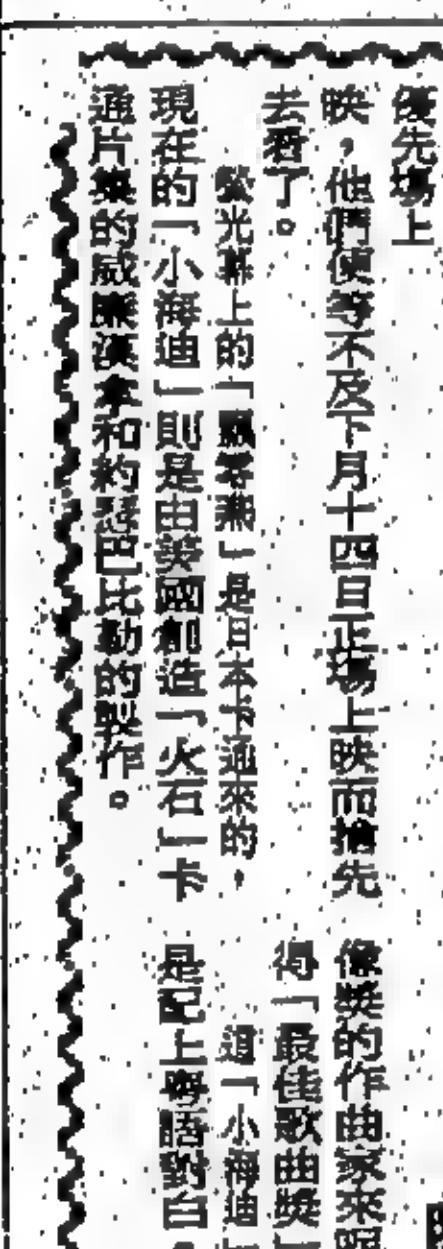 優先場上
映，他們便等不及下月十四日正場上映而搶先
去看了。
螢光幕上的「飄零燕」是日本卡通來的，
現在的「小海迪」則是由美國創造「火石」卡
通片集的威廉漢拿和約瑟巴比勒的製作。
像獎的作曲家來
得「最佳歌曲獎」
這「小海迪」
是配上粵語對白，